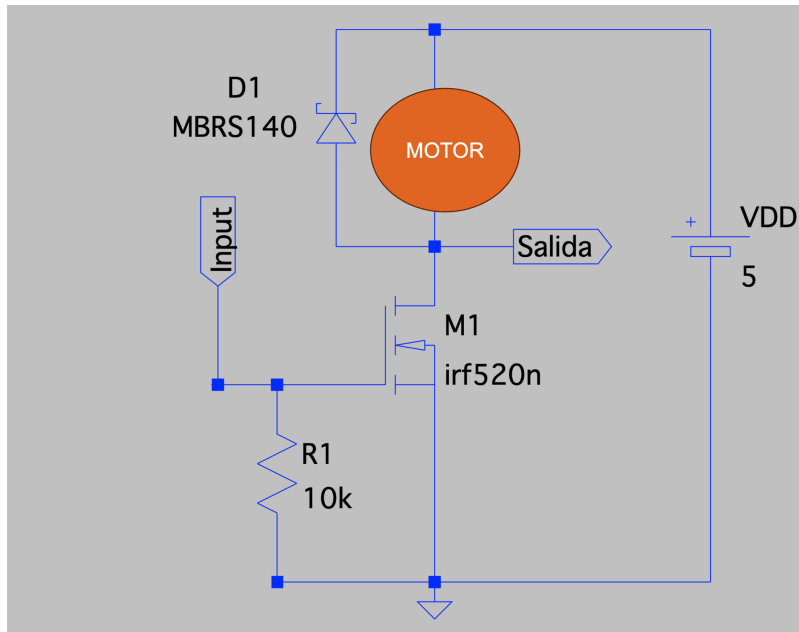 D1
MBRS140
MOTOR
Input
Salida
+
VDD
5
M1
irf520n
R1
10k